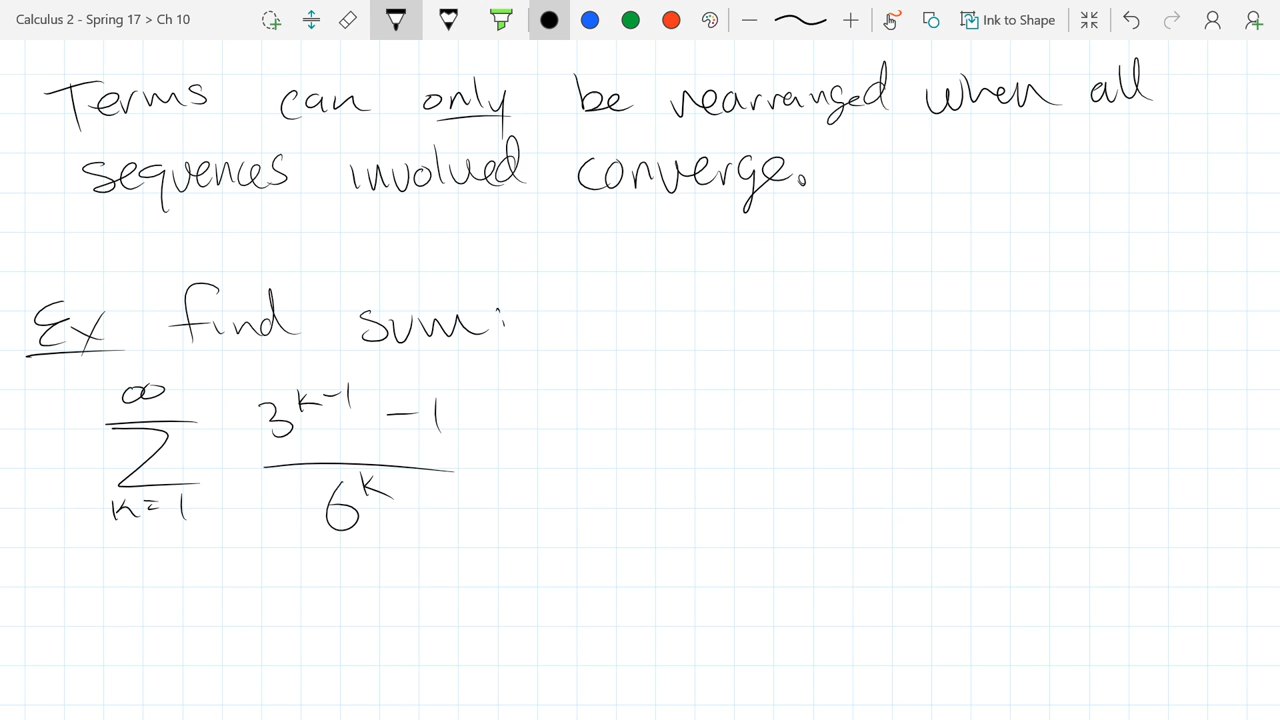 Calculus 2 - Spring 17 > Ch 10
Ink to Shape
Terms can only be rearranged when all
sequences involved converge.
Ex find sum:
∞
Σ
k=1
3^{k-1} - 1
6^k